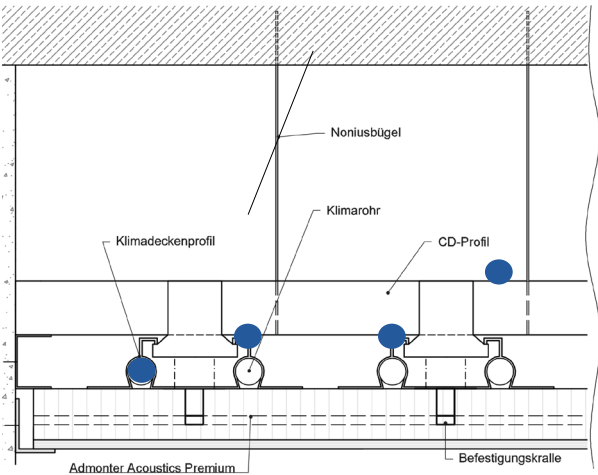 Noniusbügel
Klimarohr
Klimadeckenprofil
CD-Profil
Befestigungskralle
Admonter Acoustics Premium